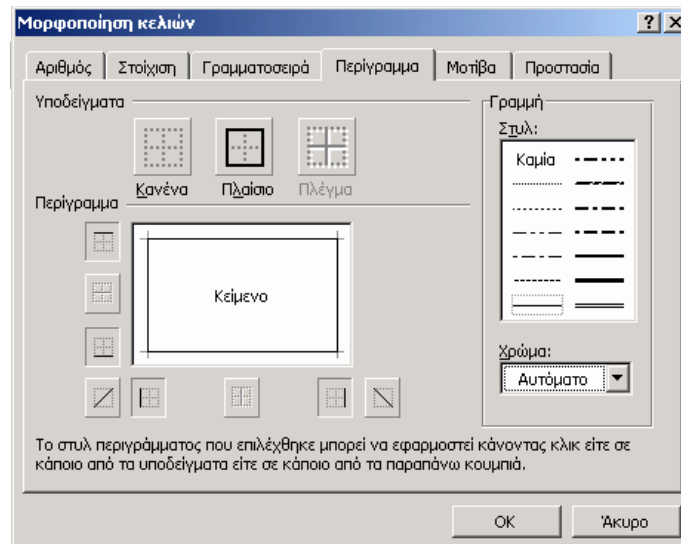 Μορφοποίηση κελιών
Αριθμός Στοίχιση Γραμματοσειρά Περίγραμμα Μοτίβα Προστασία
Υποδείγματα
Κανένα Πλαίσιο Πλέγμα
Περίγραμμα
Κείμενο
Γραμμή
Στυλ:
Καμία
Χρώμα:
Αυτόματο
Το στυλ περιγράμματος που επιλέχθηκε μπορεί να εφαρμοστεί κάνοντας κλικ είτε σε
κάποιο από τα υποδείγματα είτε σε κάποιο από τα παραπάνω κουμπιά.
OK Άκυρο